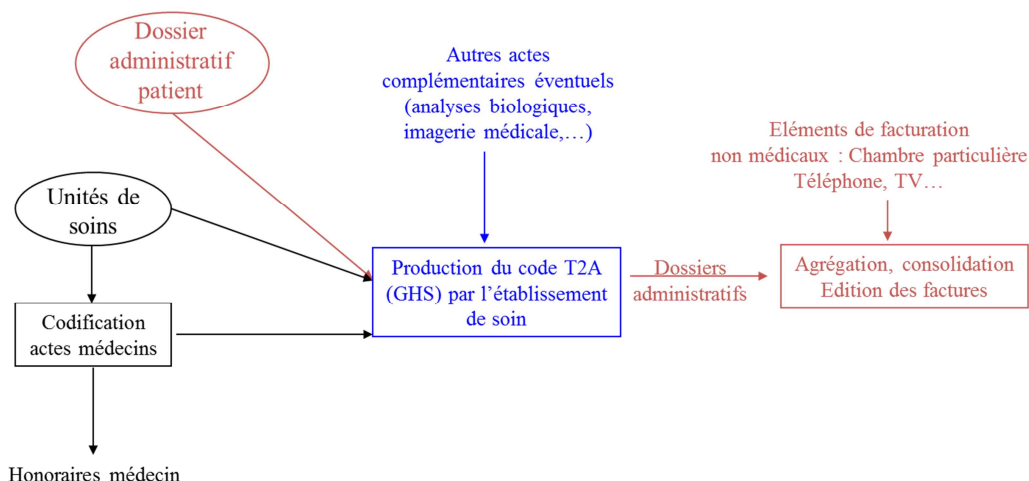 Dossier
administratif
patient
Autres actes
complémentaires éventuels
(analyses biologiques,
imagerie médicale,…)
Eléments de facturation
non médicaux : Chambre particulière
Téléphone, TV…
Unités de
soins
Production du code T2A
(GHS) par l’établissement
de soin
Dossiers
administratifs
Agrégation, consolidation
Edition des factures
Codification
actes médecins
Honoraires médecin